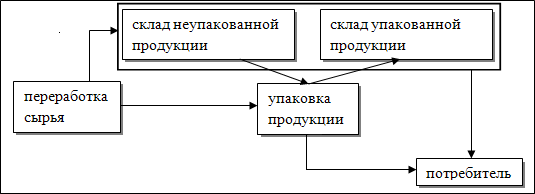 склад неупакованной
продукции
склад упакованной
продукции
переработка
сырья
упаковка
продукции
потребитель